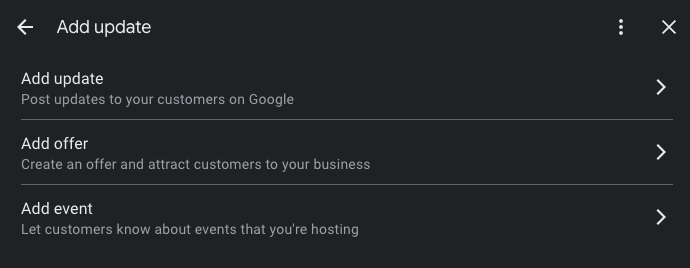 Add update
Add update
Post updates to your customers on Google
Add offer
Create an offer and attract customers to your business
Add event
Let customers know about events that you're hosting